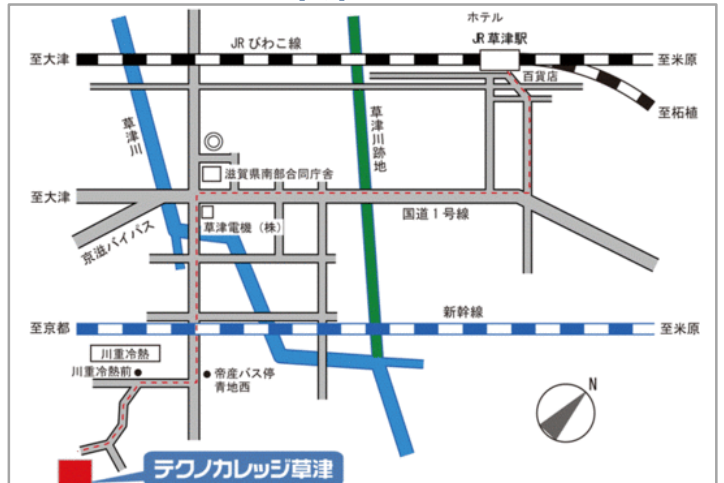 ホテル
JRびわこ線
JR草津駅
至大津
至米原
百貨店
至柘植
草津川
草津川跡地
滋賀県南部合同庁舎
至大津
国道1号線
草津電機(株)
京滋バイパス
新幹線
至京都
至米原
川重冷熱
川重冷熱前
帝産バス停
青地西
N
テクノカレッジ草津